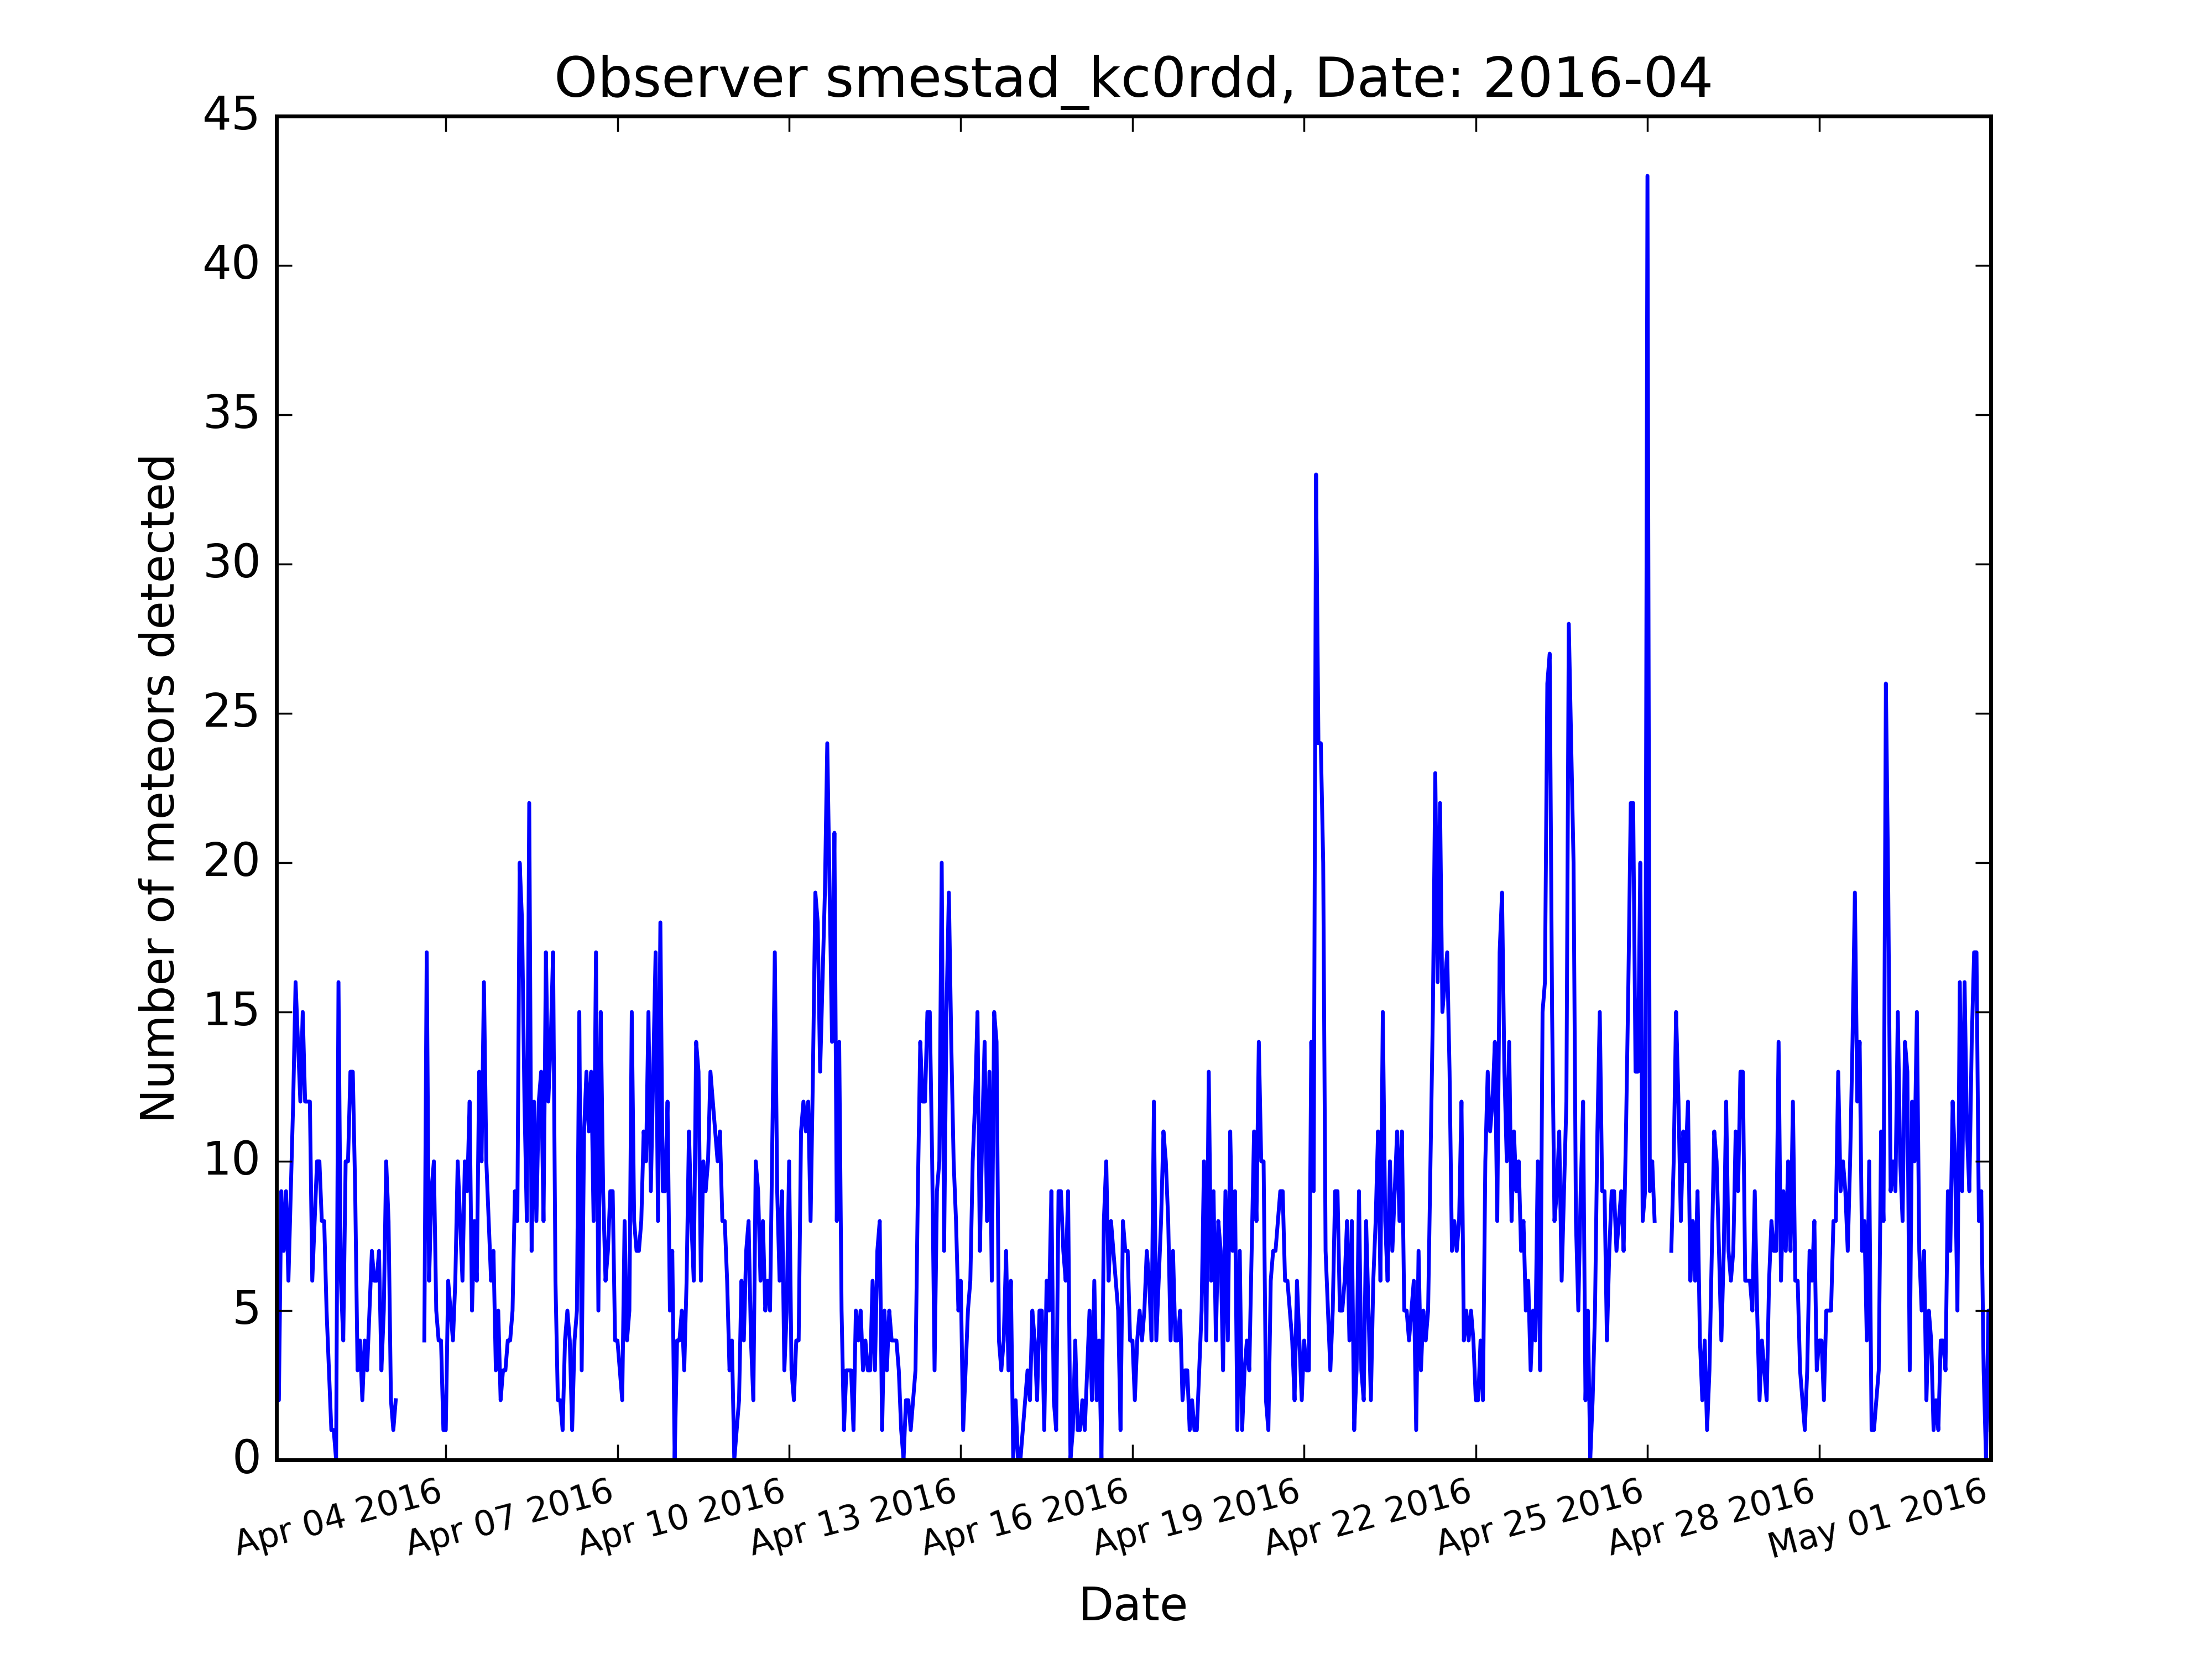 Observer smestad_kc0rdd, Date: 2016-04
45
40
35
30
25
20
15
10
5
0
Number of meteors detected
Apr 04 2016
Apr 07 2016
Apr 10 2016
Apr 13 2016
Apr 16 2016
Apr 19 2016
Apr 22 2016
Apr 25 2016
Apr 28 2016
May 01 2016
Date